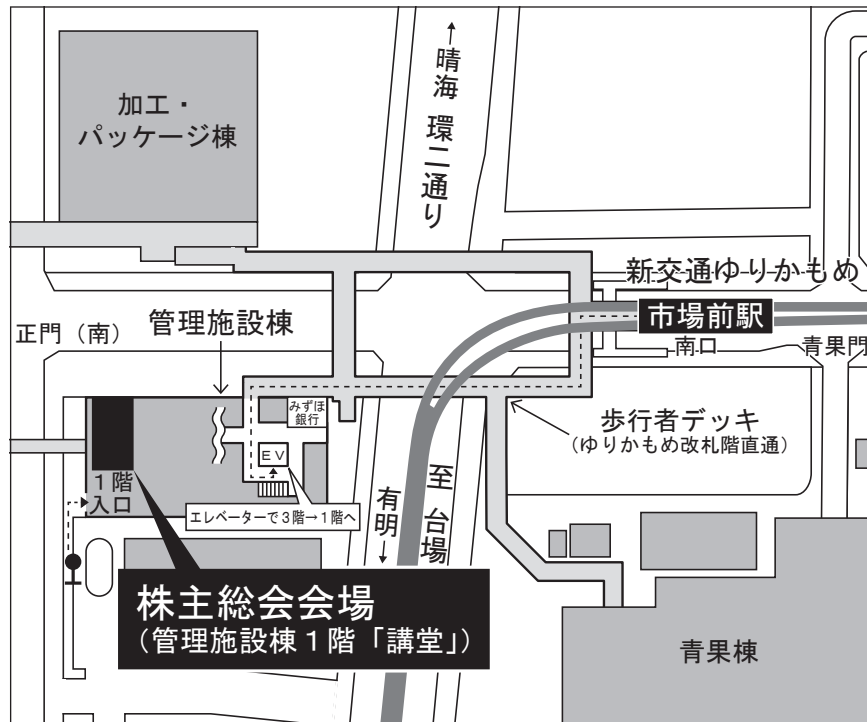 加工・
パッケージ棟
↑
晴海 環二通り
新交通ゆりかもめ
市場前駅
南口
青果門
正門（南）
管理施設棟
みずほ
銀行
EV
エレベーターで3階→1階へ
1階
入口
歩行者デッキ
（ゆりかもめ改札階直通）
至 台場
有明
↓
株主総会会場
（管理施設棟1階「講堂」）
青果棟